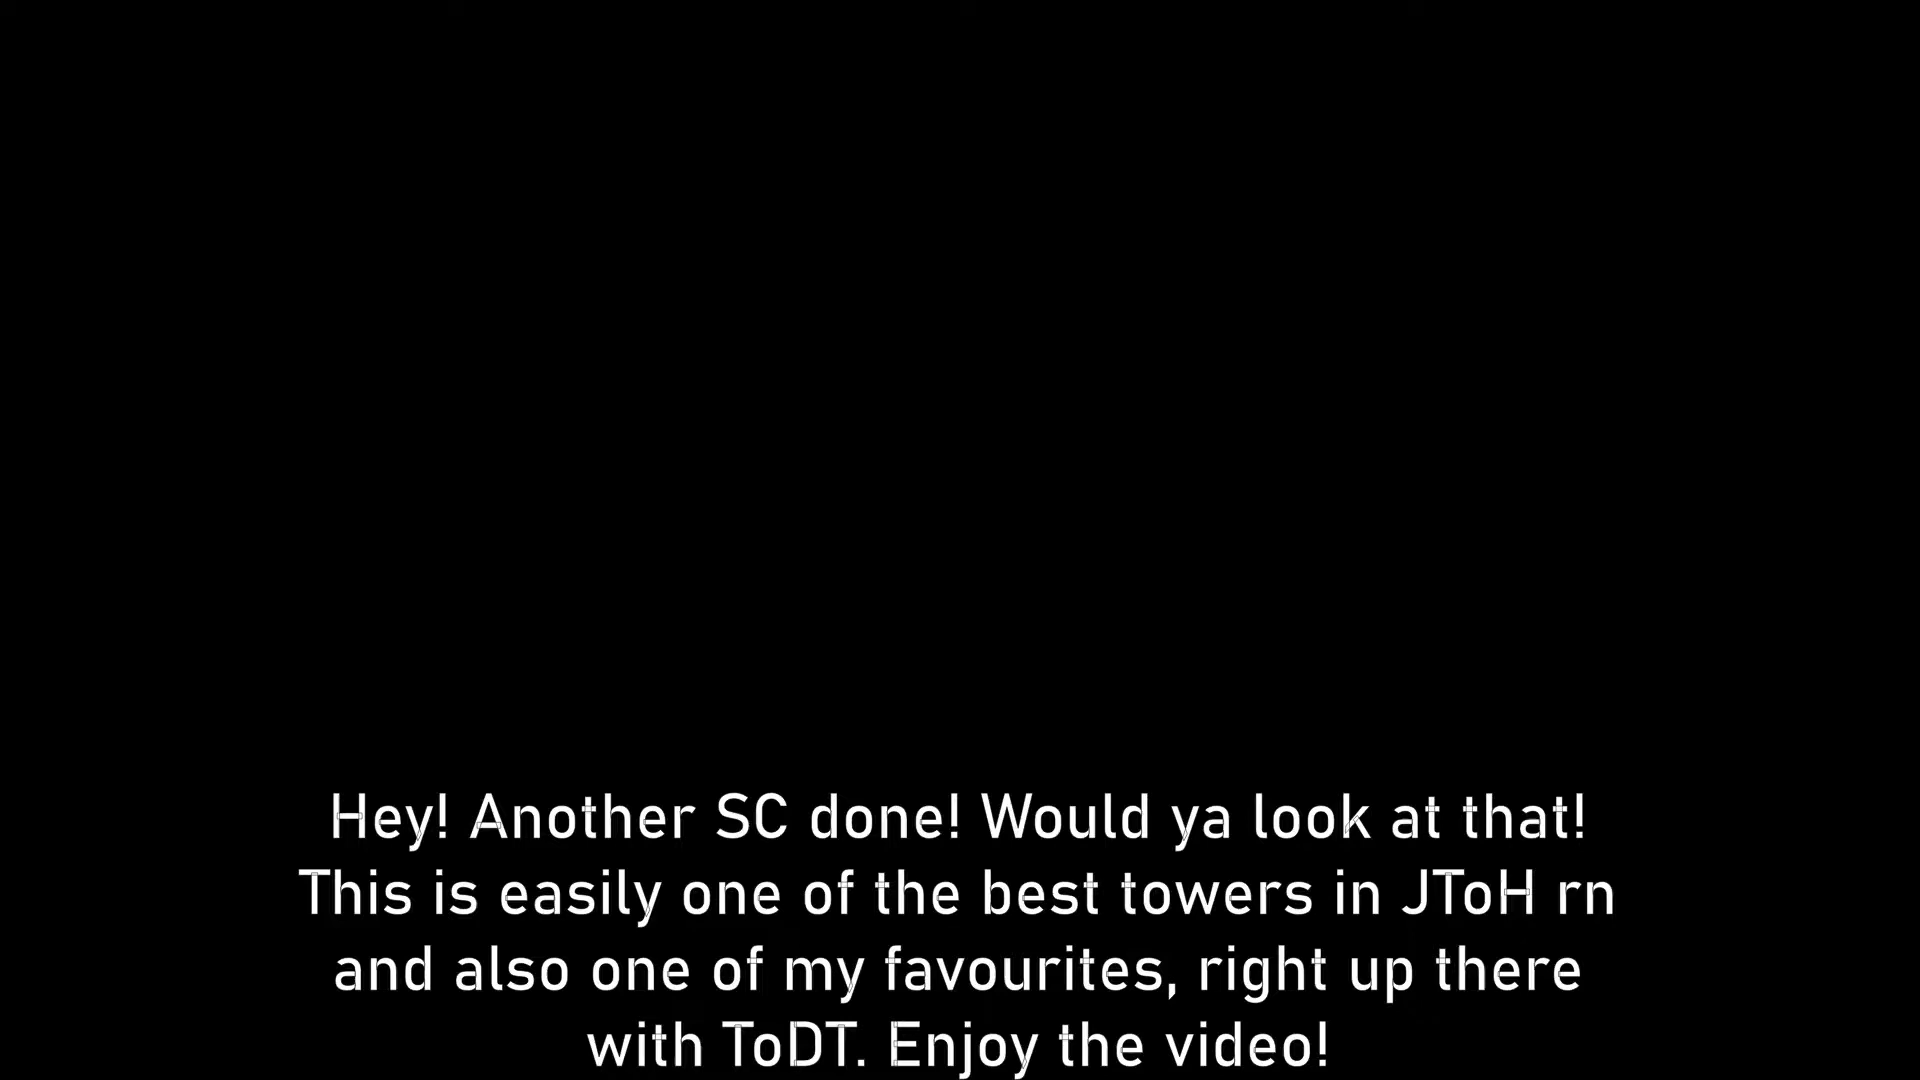 Hey! Another SC done! Would ya look at that!
This is easily one of the best towers in JToH rn
and also one of my favourites, right up there
with ToDT. Enjoy the video!